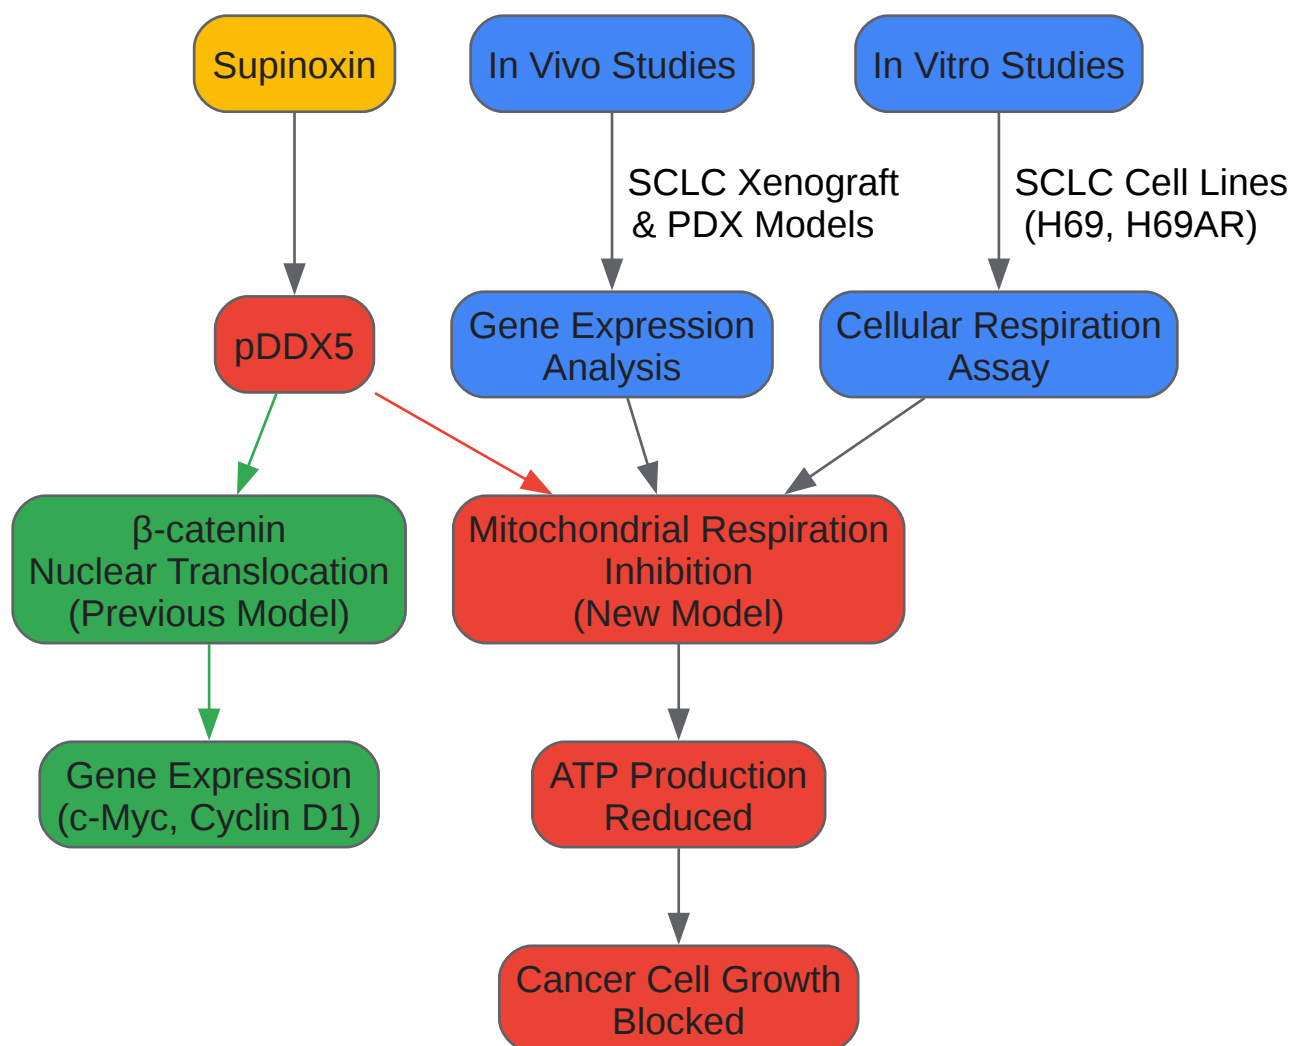 Supinoxin
In Vivo Studies
In Vitro Studies
SCLC Xenograft
& PDX Models
SCLC Cell Lines
(H69, H69AR)
pDDX5
Gene Expression
Analysis
Cellular Respiration
Assay
β-catenin
Nuclear Translocation
(Previous Model)
Mitochondrial Respiration
Inhibition
(New Model)
Gene Expression
(c-Myc, Cyclin D1)
ATP Production
Reduced
Cancer Cell Growth
Blocked